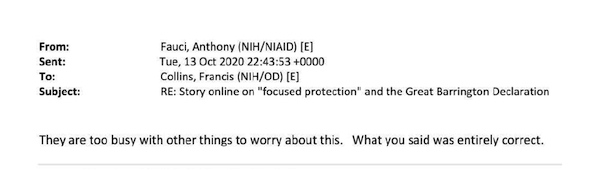 From: Fauci, Anthony (NIH/NIAID) [E]
Sent: Tue, 13 Oct 2020 22:43:53 +0000
To: Collins, Francis (NIH/OD) [E]
Subject: RE: Story online on "focused protection" and the Great Barrington Declaration
They are too busy with other things to worry about this. What you said was entirely correct.